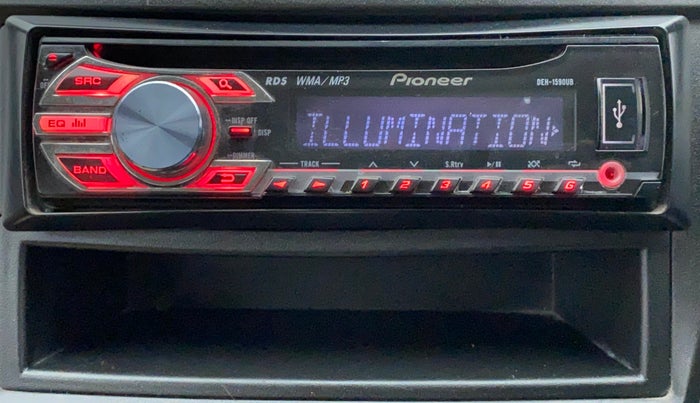 RDS WMA/MP3 Pioneer DEH-1590UB
SRC
EQ
BAND
DISP OFF
DISP
DIMMER
ILLUMINATION
TRACK S.Rtrv
1 2 3 4 5 6